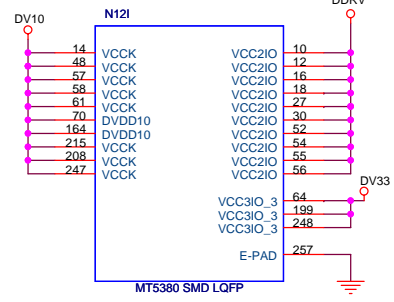 DDRV
N12I
DV10
14 VCCK VCC2IO 10
48 VCCK VCC2IO 12
57 VCCK VCC2IO 16
58 VCCK VCC2IO 18
61 VCCK VCC2IO 27
70 DVDD10 VCC2IO 30
164 DVDD10 VCC2IO 52
215 VCCK VCC2IO 54
208 VCCK VCC2IO 55
247 VCCK VCC2IO 56
DV33
VCC3IO_3 64
VCC3IO_3 199
VCC3IO_3 248
E-PAD 257
MT5380 SMD LQFP